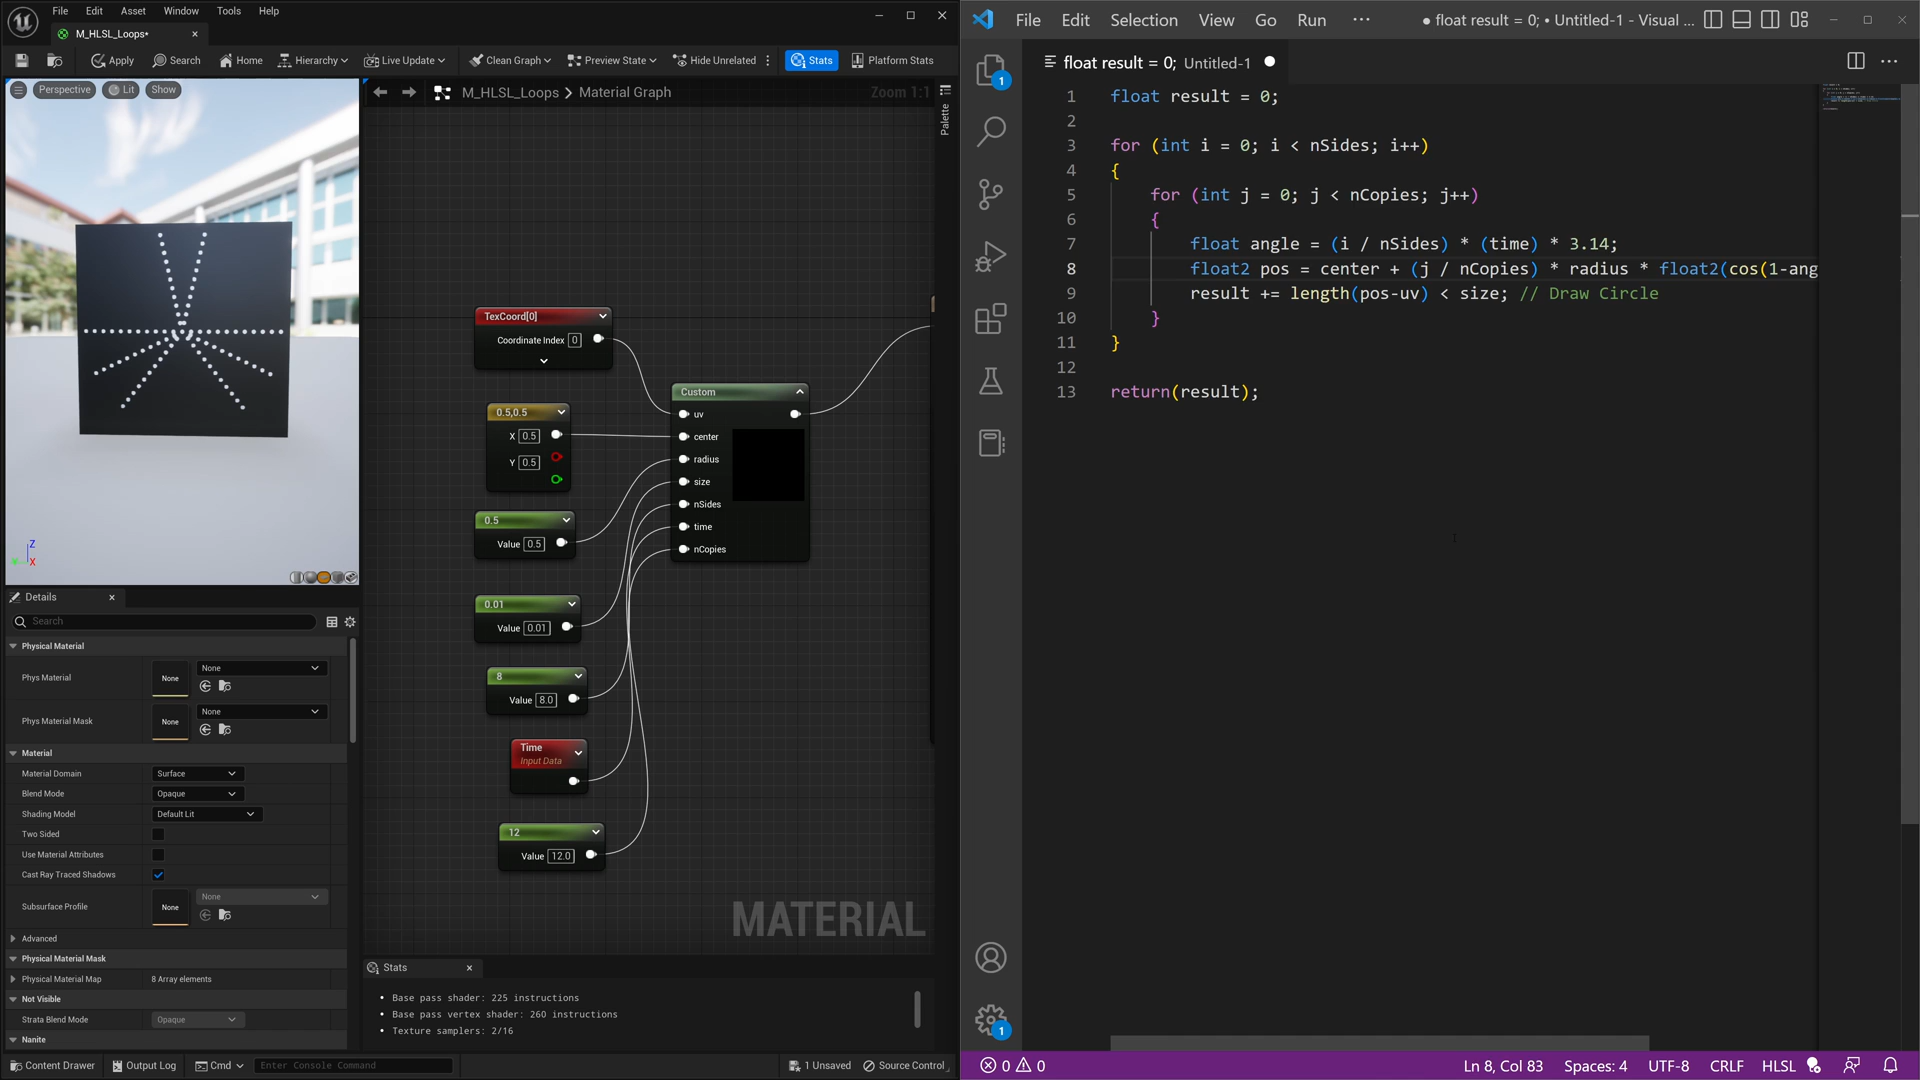 File Edit Asset Window Tools Help
M_HLSL_Loops*
Apply Search Home Hierarchy Live Update Clean Graph Preview State Hide Unrelated Stats Platform Stats
Perspective Lit Show
M_HLSL_Loops > Material Graph
Zoom 1:1
Palette
TexCoord[0]
Coordinate Index 0
0.5,0.5
X 0.5
Y 0.5
0.5
Value 0.5
0.01
Value 0.01
8
Value 8.0
Time
Input Data
12
Value 12.0
Custom
uv
center
radius
size
nSides
time
nCopies
MATERIAL
Z
X
Details
Search
Physical Material
Phys Material None None
Phys Material Mask None None
Material
Material Domain Surface
Blend Mode Opaque
Shading Model Default Lit
Two Sided
Use Material Attributes
Cast Ray Traced Shadows
Subsurface Profile None None
Advanced
Physical Material Mask
Physical Material Map 8 Array elements
Not Visible
Strata Blend Mode Opaque
Nanite
Stats
• Base pass shader: 225 instructions
• Base pass vertex shader: 260 instructions
• Texture samplers: 2/16
Content Drawer Output Log Cmd Enter Console Command 1 Unsaved Source Control
File Edit Selection View Go Run ··· ● float result = 0; • Untitled-1 - Visual ...
float result = 0; Untitled-1 ●
1 float result = 0;
2
3 for (int i = 0; i < nSides; i++)
4 {
5 for (int j = 0; j < nCopies; j++)
6 {
7 float angle = (i / nSides) * (time) * 3.14;
8 float2 pos = center + (j / nCopies) * radius * float2(cos(1-ang
9 result += length(pos-uv) < size; // Draw Circle
10 }
11 }
12
13 return(result);
1
1
0 0 Ln 8, Col 83 Spaces: 4 UTF-8 CRLF HLSL